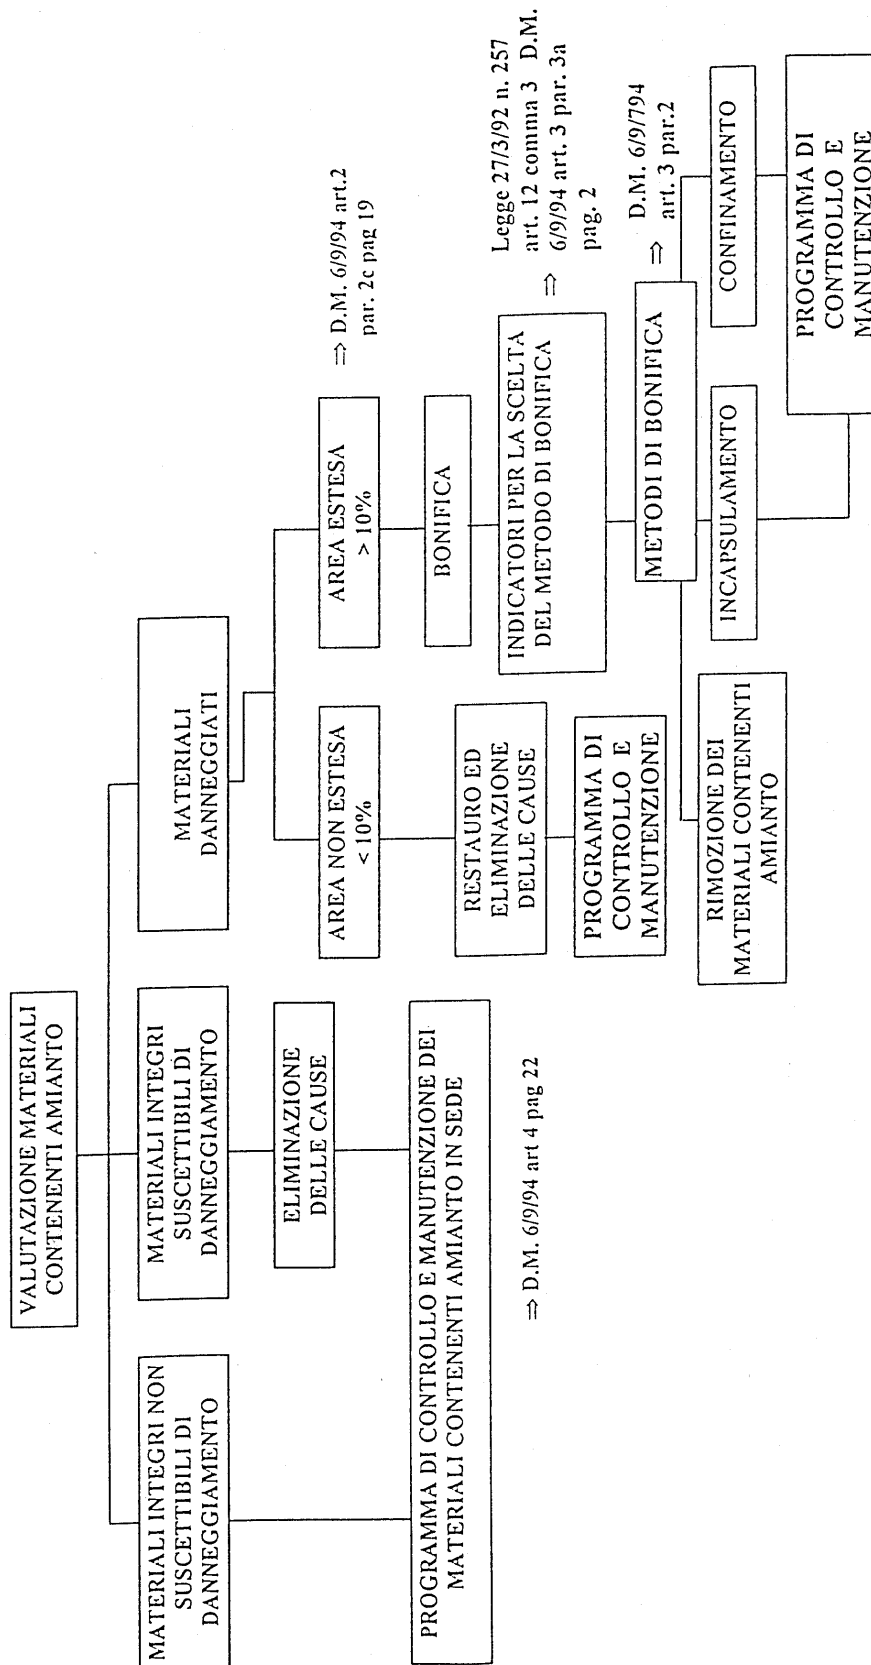 VALUTAZIONE MATERIALI
CONTENENTI AMIANTO
MATERIALI INTEGRI NON
SUSCETTIBILI DI
DANNEGGIAMENTO
MATERIALI INTEGRI
SUSCETTIBILI DI
DANNEGGIAMENTO
MATERIALI
DANNEGGIATI
ELIMINAZIONE
DELLE CAUSE
AREA NON ESTESA
< 10%
AREA ESTESA
> 10%
⇒ D.M. 6/9/94 art.2
par. 2c pag 19
PROGRAMMA DI CONTROLLO E MANUTENZIONE DEI
MATERIALI CONTENENTI AMIANTO IN SEDE
⇒ D.M. 6/9/94 art 4 pag 22
RESTAURO ED
ELIMINAZIONE
DELLE CAUSE
BONIFICA
PROGRAMMA DI
CONTROLLO E
MANUTENZIONE
INDICATORI PER LA SCELTA
DEL METODO DI BONIFICA
⇒
Legge 27/3/92 n. 257
art. 12 comma 3 D.M.
6/9/94 art. 3 par. 3a
pag. 2
METODI DI BONIFICA
⇒
D.M. 6/9/794
art. 3 par.2
RIMOZIONE DEI
MATERIALI CONTENENTI
AMIANTO
INCAPSULAMENTO
CONFINAMENTO
PROGRAMMA DI
CONTROLLO E
MANUTENZIONE